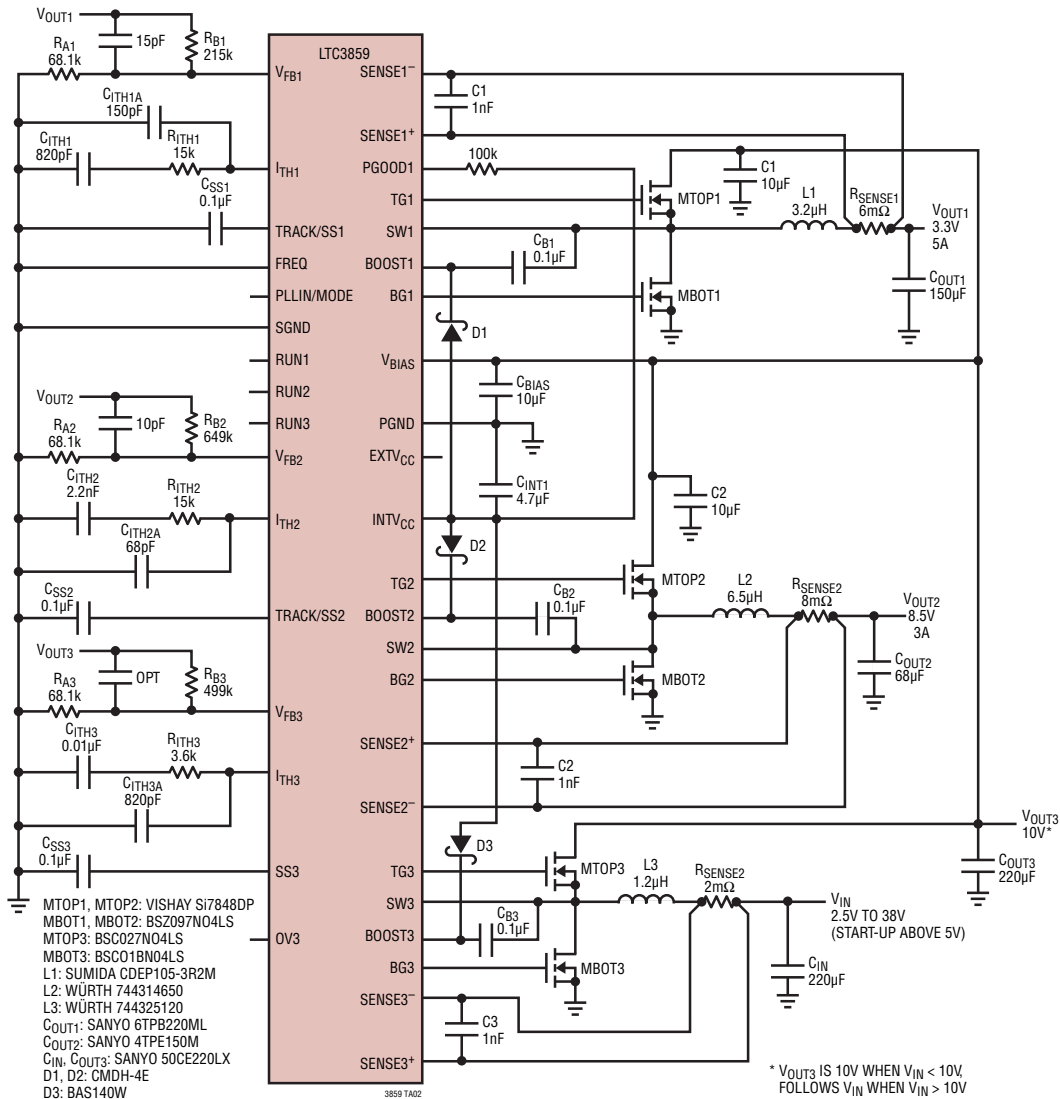 VOUT1
15pF
RB1
215k
RA1
68.1k
CITH1A
150pF
CITH1
820pF
RITH1
15k
CSS1
0.1µF
VOUT2
10pF
RB2
649k
RA2
68.1k
CITH2
2.2nF
RITH2
15k
CITH2A
68pF
CSS2
0.1µF
VOUT3
OPT
RB3
499k
RA3
68.1k
CITH3
0.01µF
RITH3
3.6k
CITH3A
820pF
CSS3
0.1µF
LTC3859
VFB1
ITH1
TRACK/SS1
FREQ
PLLIN/MODE
SGND
RUN1
RUN2
RUN3
VFB2
ITH2
TRACK/SS2
VFB3
ITH3
SS3
OV3
SENSE1–
SENSE1+
PGOOD1
TG1
SW1
BOOST1
BG1
VBIAS
PGND
EXTVCC
INTVCC
TG2
BOOST2
SW2
BG2
SENSE2+
SENSE2–
TG3
SW3
BOOST3
BG3
SENSE3–
SENSE3+
C1
1nF
100k
C1
10µF
MTOP1
L1
3.2µH
RSENSE1
6mΩ
VOUT1
3.3V
5A
CB1
0.1µF
MBOT1
COUT1
150µF
D1
CBIAS
10µF
CINT1
4.7µF
C2
10µF
D2
MTOP2
L2
6.5µH
RSENSE2
8mΩ
VOUT2
8.5V
3A
CB2
0.1µF
MBOT2
COUT2
68µF
C2
1nF
VOUT3
10V*
D3
MTOP3
L3
1.2µH
RSENSE2
2mΩ
COUT3
220µF
VIN
2.5V TO 38V
(START-UP ABOVE 5V)
CB3
0.1µF
MBOT3
CIN
220µF
C3
1nF
MTOP1, MTOP2: VISHAY Si7848DP
MBOT1, MBOT2: BSZ097NO4LS
MTOP3: BSC027NO4LS
MBOT3: BSCO1BN04LS
L1: SUMIDA CDEP105-3R2M
L2: WÜRTH 744314650
L3: WÜRTH 744325120
COUT1: SANYO 6TPB220ML
COUT2: SANYO 4TPE150M
CIN, COUT3: SANYO 50CE220LX
D1, D2: CMDH-4E
D3: BAS140W
3859 TA02
* VOUT3 IS 10V WHEN VIN < 10V,
FOLLOWS VIN WHEN VIN > 10V